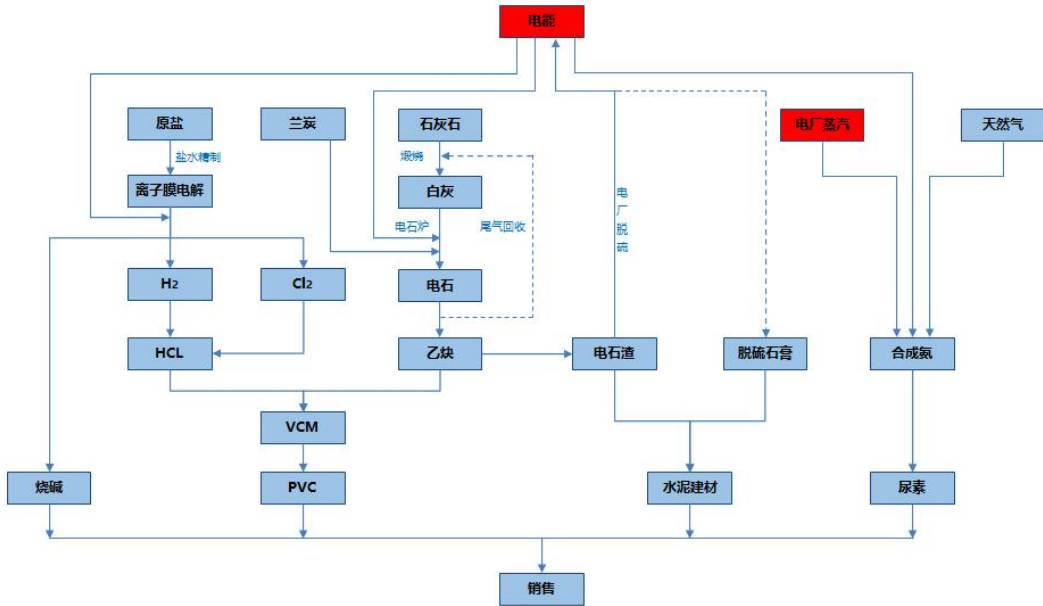 电能
原盐
兰炭
石灰石
电厂蒸汽
天然气
盐水精制
煅烧
离子膜电解
白灰
电石炉
尾气回收
电厂脱硫
H₂
Cl₂
电石
HCL
乙炔
电石渣
脱硫石膏
合成氨
VCM
烧碱
PVC
水泥建材
尿素
销售